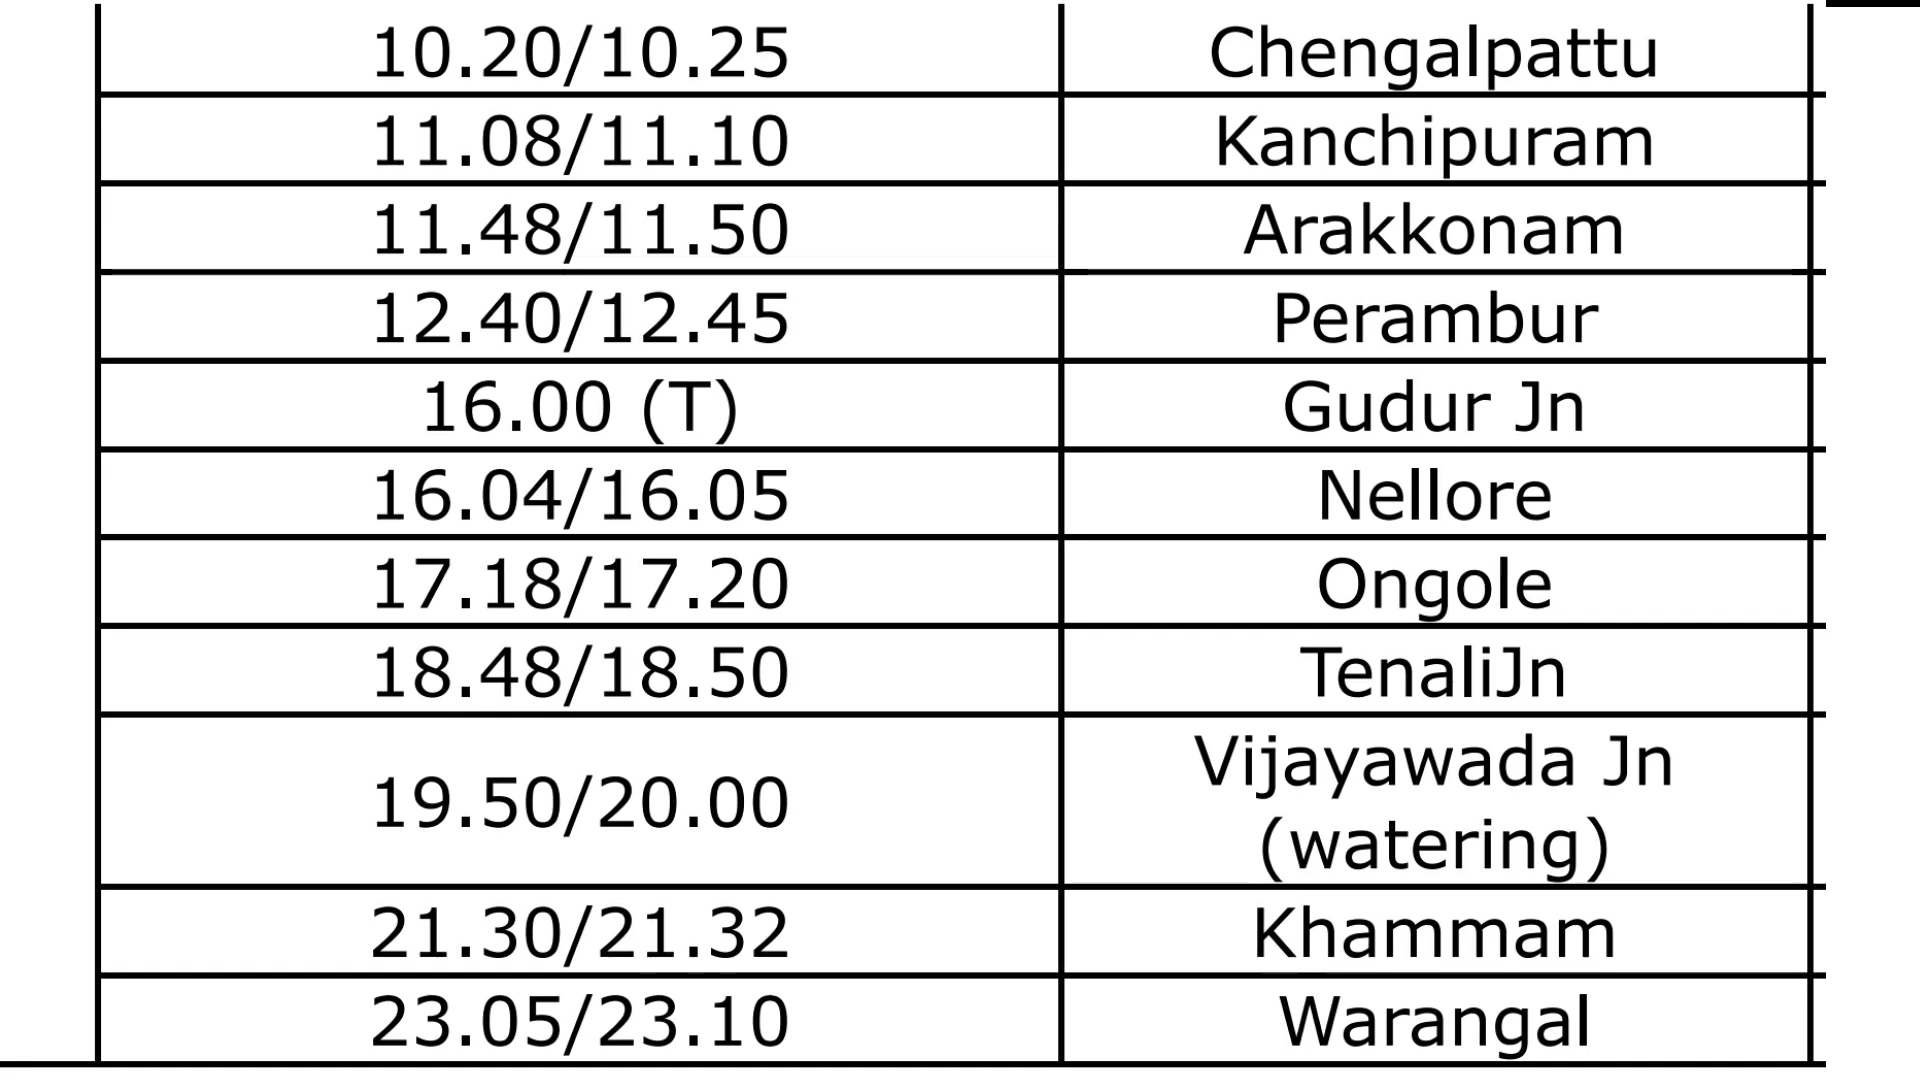 10.20/10.25 Chengalpattu
11.08/11.10 Kanchipuram
11.48/11.50 Arakkonam
12.40/12.45 Perambur
16.00 (T) Gudur Jn
16.04/16.05 Nellore
17.18/17.20 Ongole
18.48/18.50 TenaliJn
19.50/20.00 Vijayawada Jn
(watering)
21.30/21.32 Khammam
23.05/23.10 Warangal